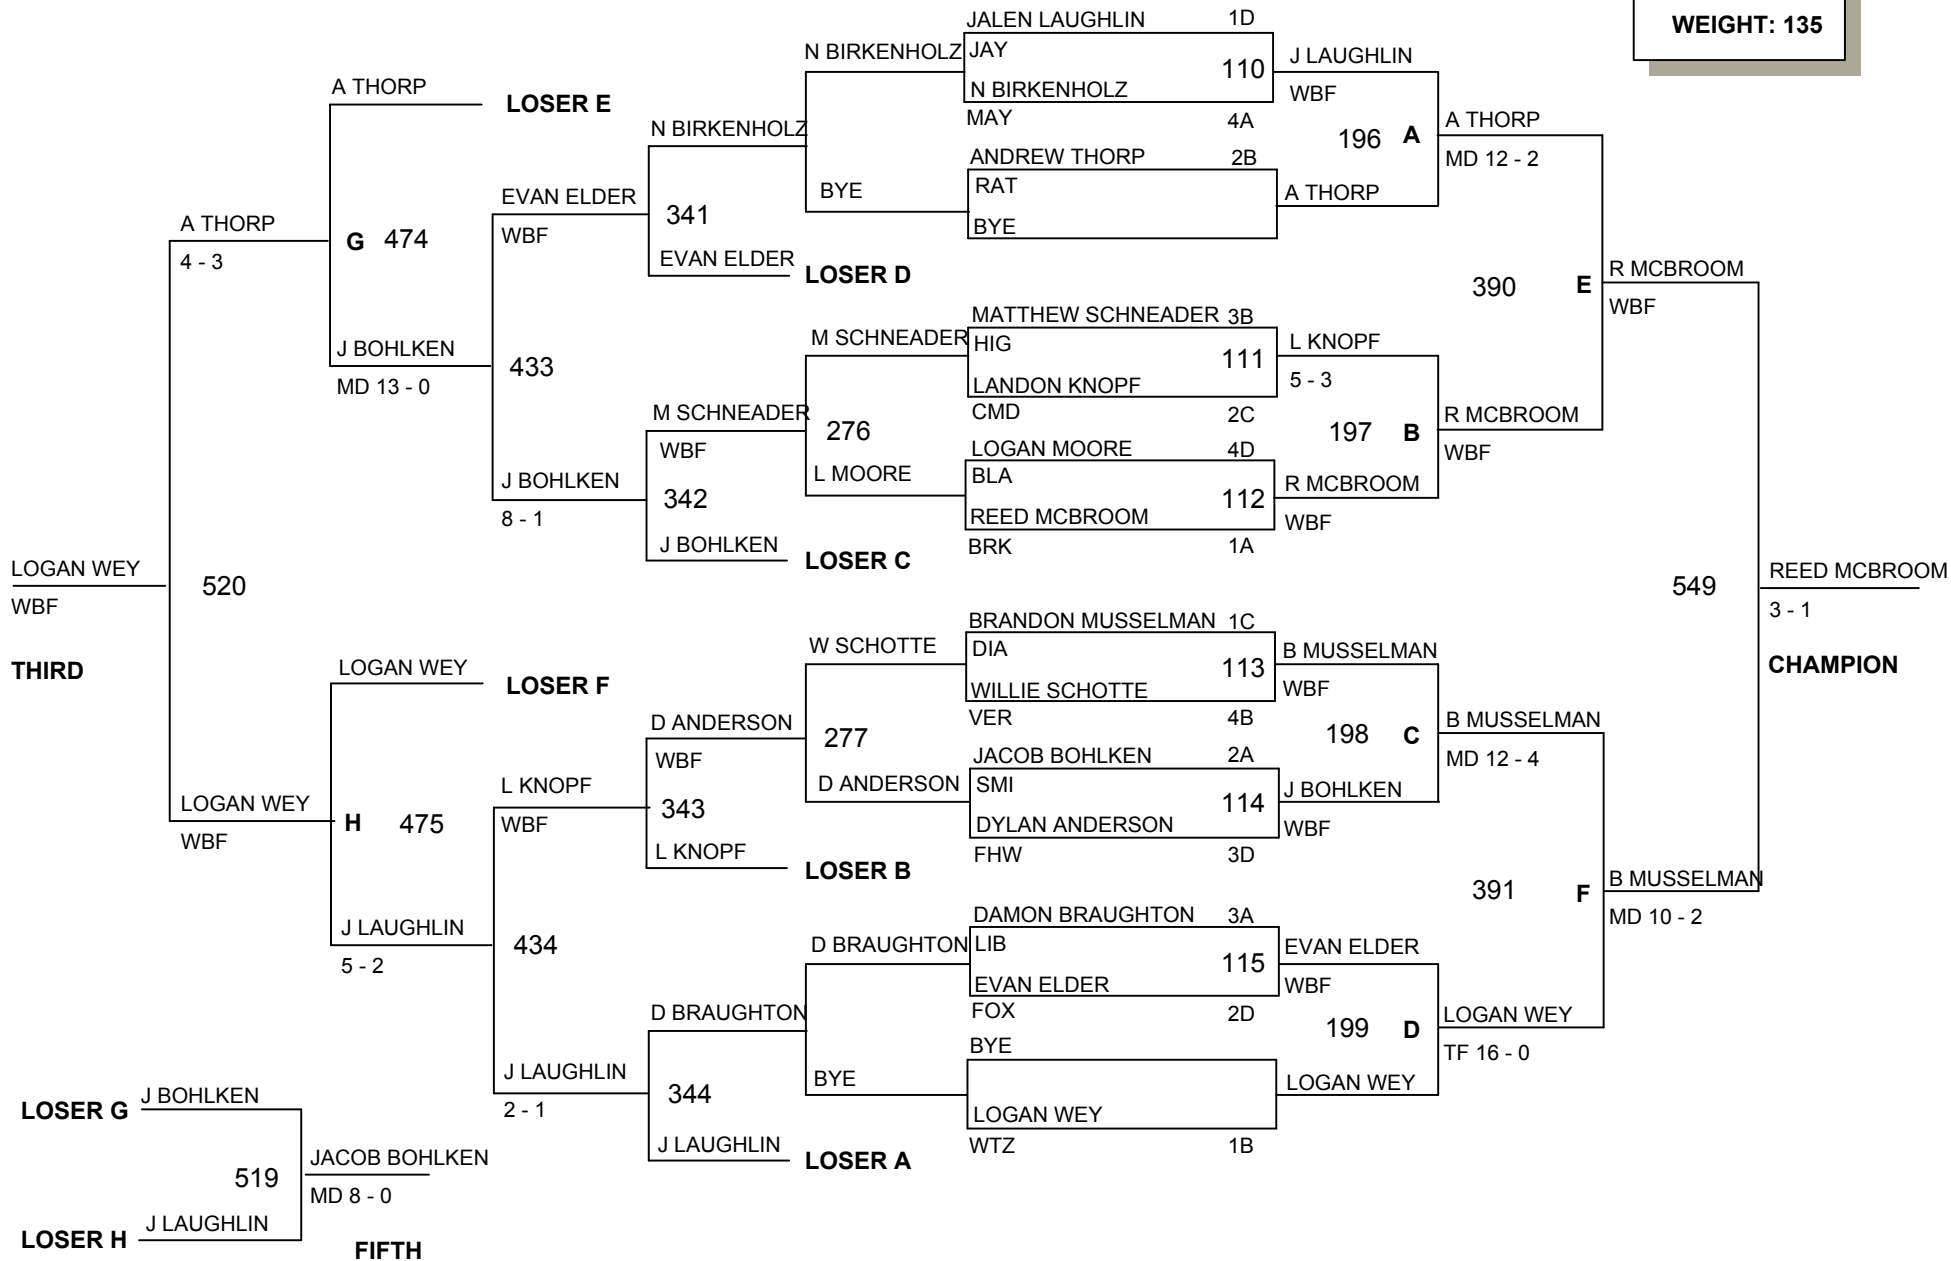 WEIGHT: 135
JALEN LAUGHLIN 1D
N BIRKENHOLZ JAY 110 J LAUGHLIN
N BIRKENHOLZ WBF
MAY 4A
A THORP LOSER E
N BIRKENHOLZ
196 A A THORP
MD 12 - 2
ANDREW THORP 2B
BYE RAT A THORP
BYE
EVAN ELDER 341
WBF
A THORP G 474
4 - 3
EVAN ELDER LOSER D
390 E R MCBROOM
WBF
MATTHEW SCHNEADER 3B
M SCHNEADER HIG 111 L KNOPF
LANDON KNOPF 5 - 3
CMD 2C
J BOHLKEN 433
MD 13 - 0
M SCHNEADER 276
WBF
197 B R MCBROOM
WBF
LOGAN MOORE 4D
L MOORE BLA 112 R MCBROOM
REED MCBROOM WBF
BRK 1A
J BOHLKEN 342
8 - 1
J BOHLKEN LOSER C
LOGAN WEY 520
WBF
THIRD
549 REED MCBROOM
3 - 1
CHAMPION
BRANDON MUSSELMAN 1C
W SCHOTTE DIA 113 B MUSSELMAN
WILLIE SCHOTTE WBF
VER 4B
LOGAN WEY LOSER F
D ANDERSON 277
WBF
198 C B MUSSELMAN
MD 12 - 4
JACOB BOHLKEN 2A
D ANDERSON SMI 114 J BOHLKEN
DYLAN ANDERSON WBF
FHW 3D
L KNOPF 343
WBF
LOGAN WEY H 475
WBF
L KNOPF LOSER B
391 F B MUSSELMAN
MD 10 - 2
DAMON BRAUGHTON 3A
D BRAUGHTON LIB 115 EVAN ELDER
EVAN ELDER WBF
FOX 2D
J LAUGHLIN 434
5 - 2
D BRAUGHTON
199 D LOGAN WEY
TF 16 - 0
BYE
BYE LOGAN WEY
LOGAN WEY
WTZ 1B
J LAUGHLIN 344
2 - 1
J LAUGHLIN LOSER A
LOSER G J BOHLKEN
519 JACOB BOHLKEN
MD 8 - 0
LOSER H J LAUGHLIN
FIFTH